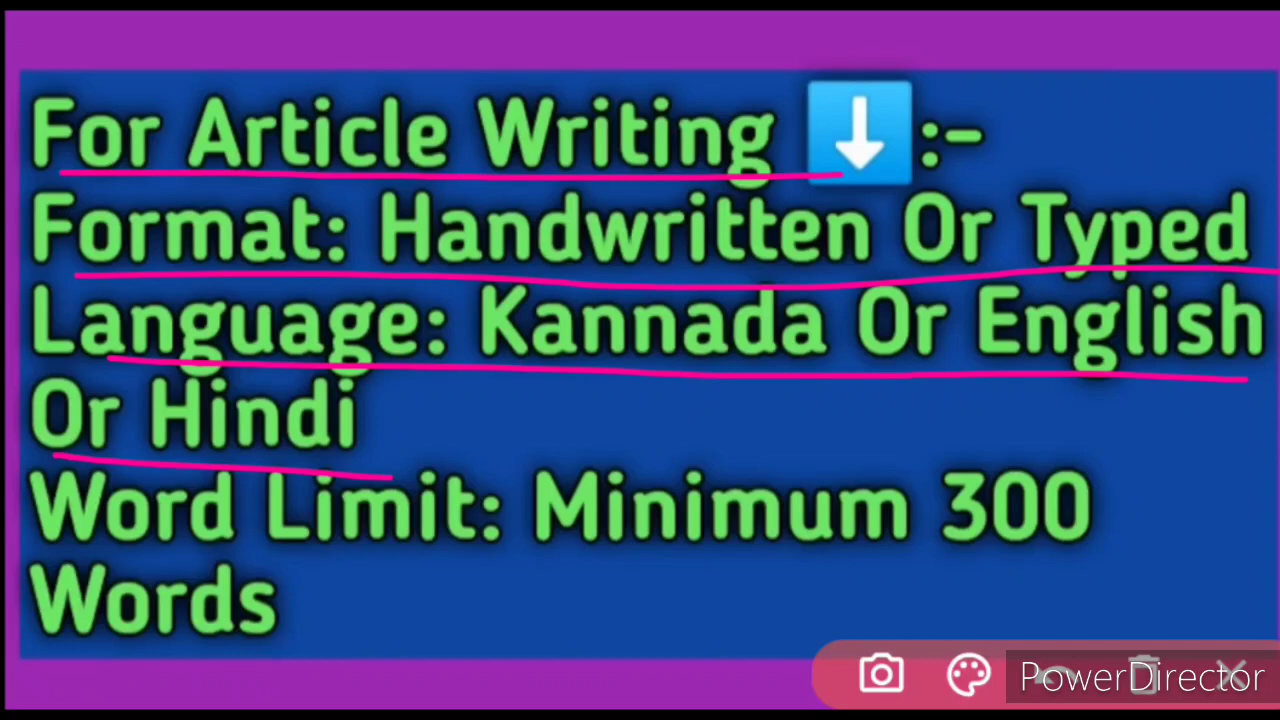 For Article Writing ⬇️:-
Format: Handwritten Or Typed
Language: Kannada Or English
Or Hindi
Word Limit: Minimum 300
Words
PowerDirector